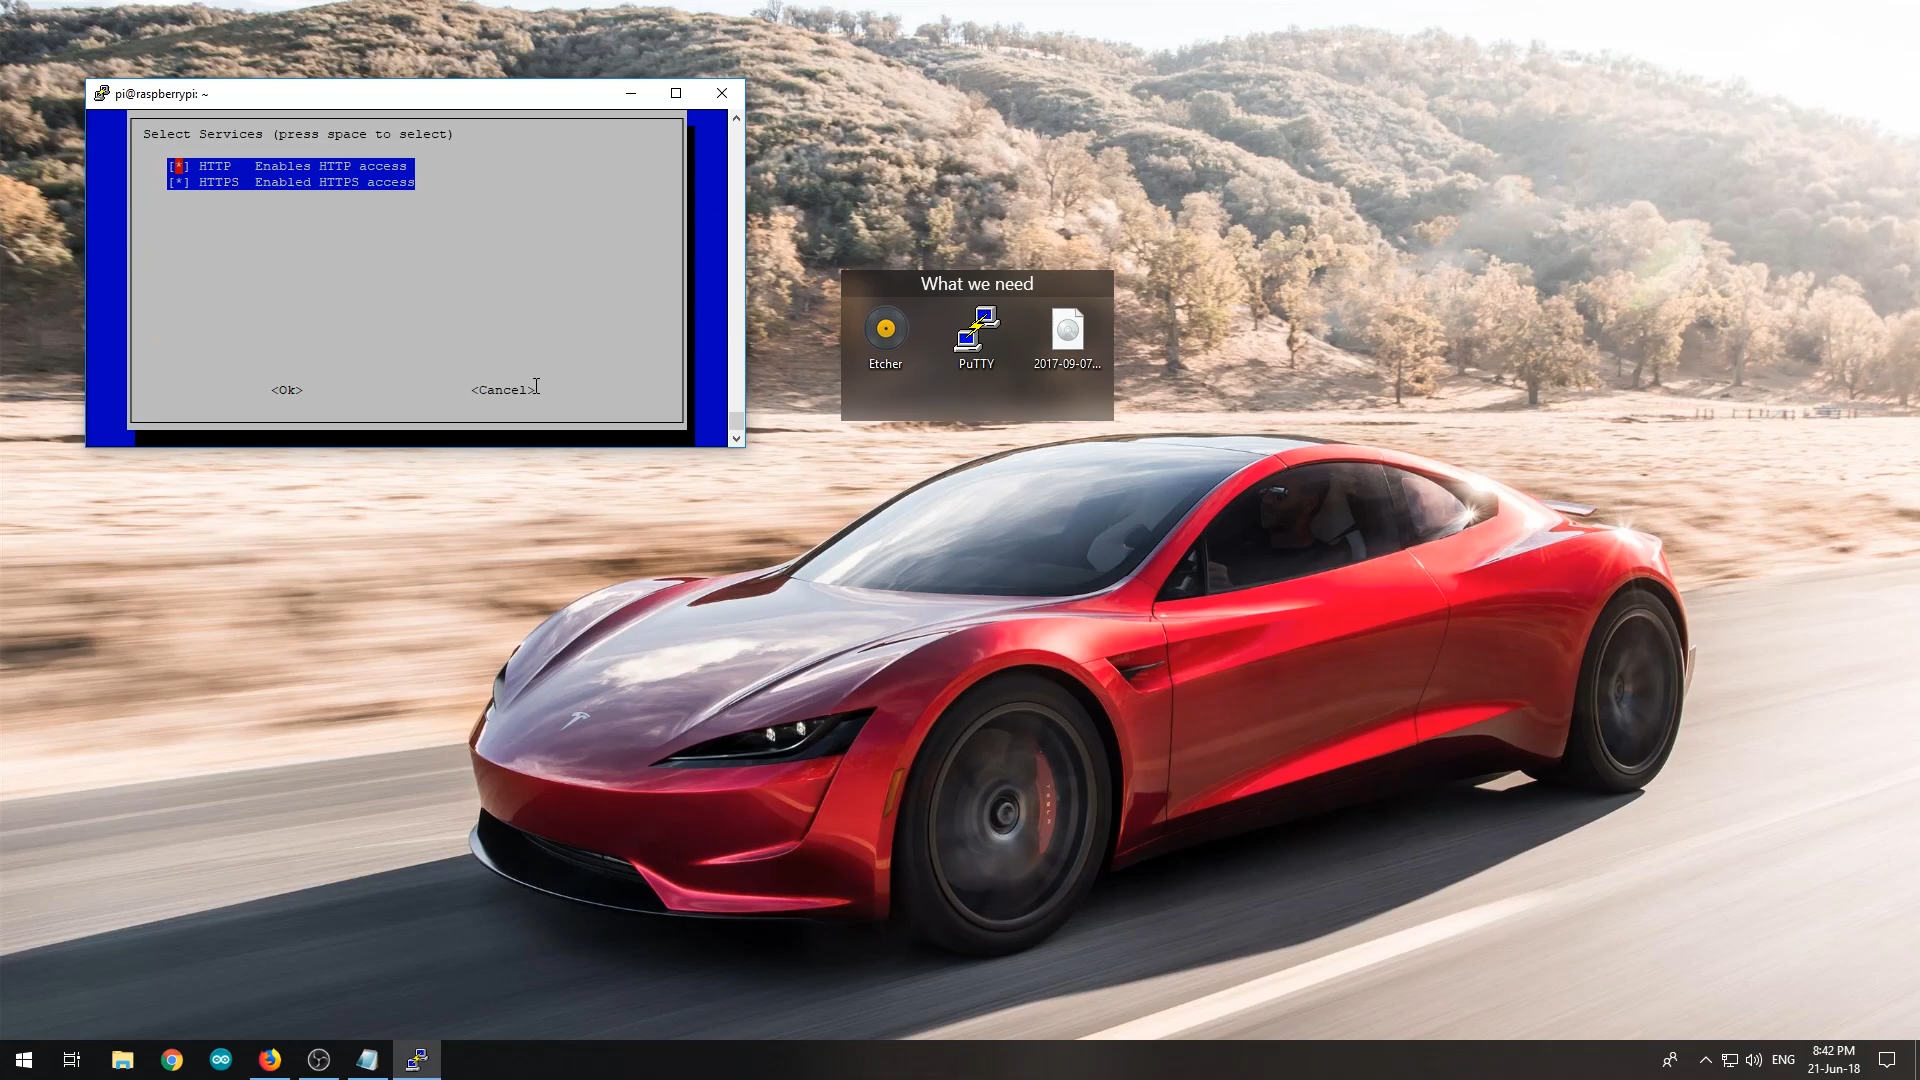 pi@raspberrypi: ~
Select Services (press space to select)
[*] HTTP   Enables HTTP access
[*] HTTPS  Enabled HTTPS access
<Ok>
<Cancel>
What we need
Etcher
PuTTY
2017-09-07...
TESLA
ENG
8:42 PM
21-Jun-18